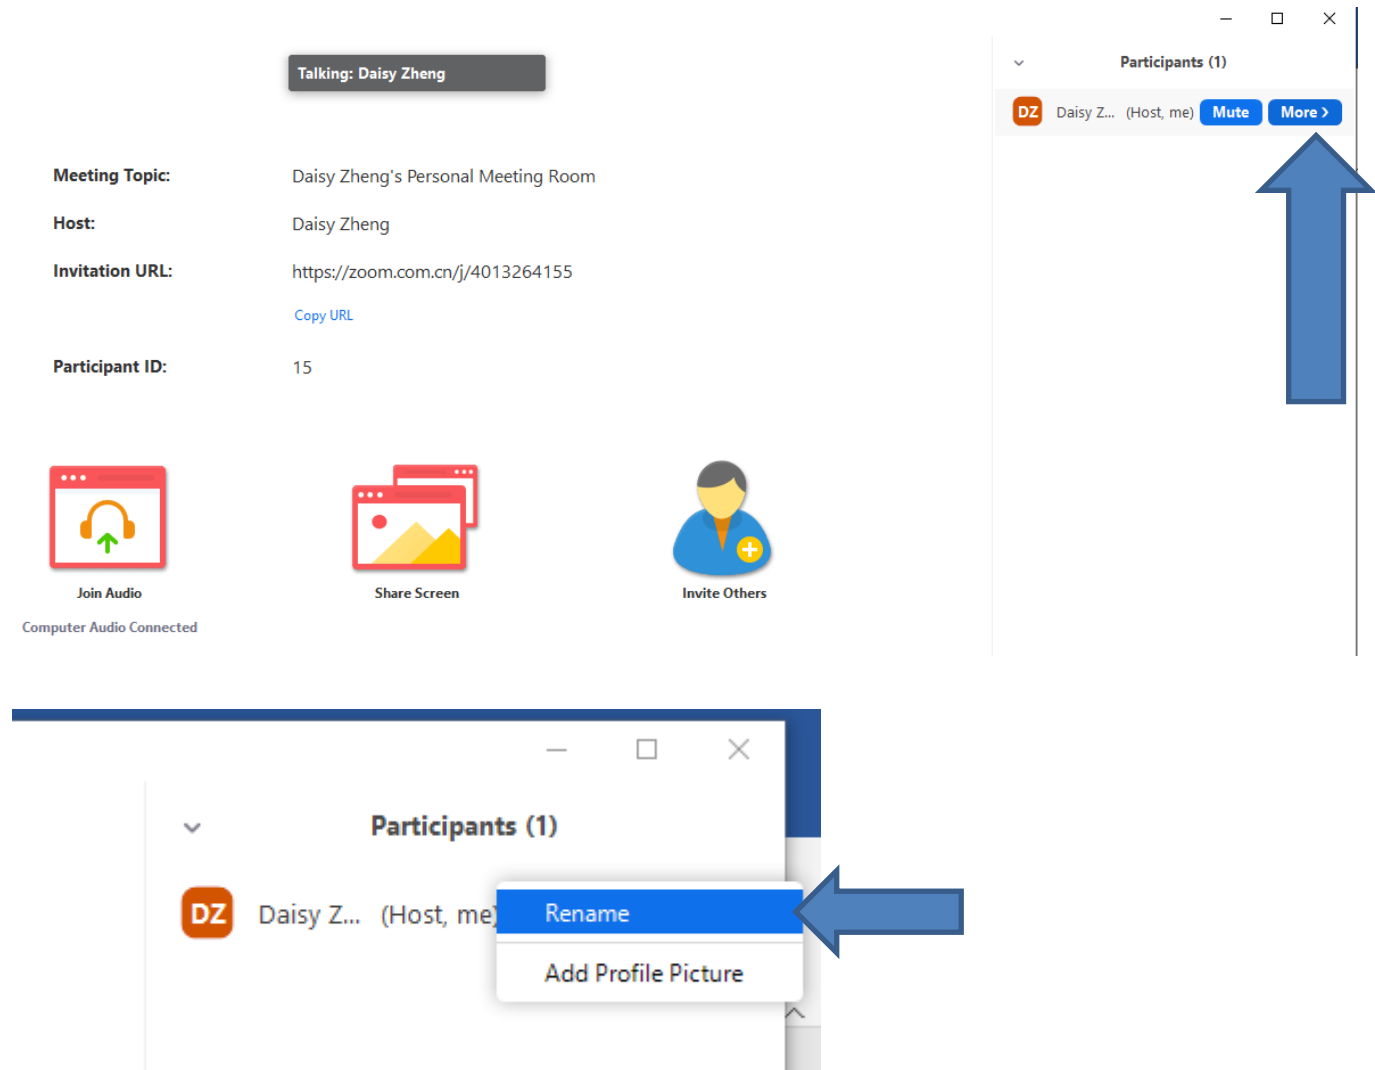 Talking: Daisy Zheng
Participants (1)
DZ Daisy Z... (Host, me) Mute More >
Meeting Topic: Daisy Zheng's Personal Meeting Room
Host: Daisy Zheng
Invitation URL: https://zoom.com.cn/j/4013264155
Copy URL
Participant ID: 15
Join Audio Share Screen Invite Others
Computer Audio Connected
Participants (1)
DZ Daisy Z... (Host, me) Rename
Add Profile Picture